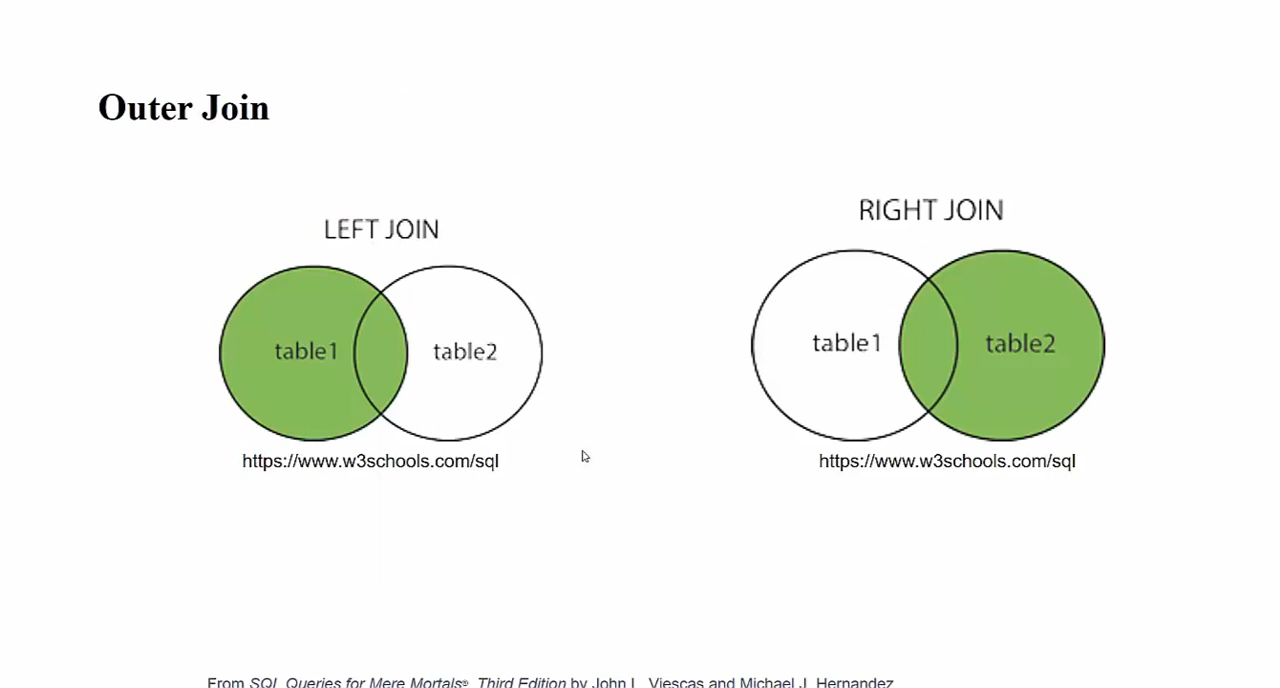 Outer Join
LEFT JOIN
table1 table2
https://www.w3schools.com/sql
RIGHT JOIN
table1 table2
https://www.w3schools.com/sql
From SQL Queries for Mere Mortals®, Third Edition by John L. Viescas and Michael J. Hernandez